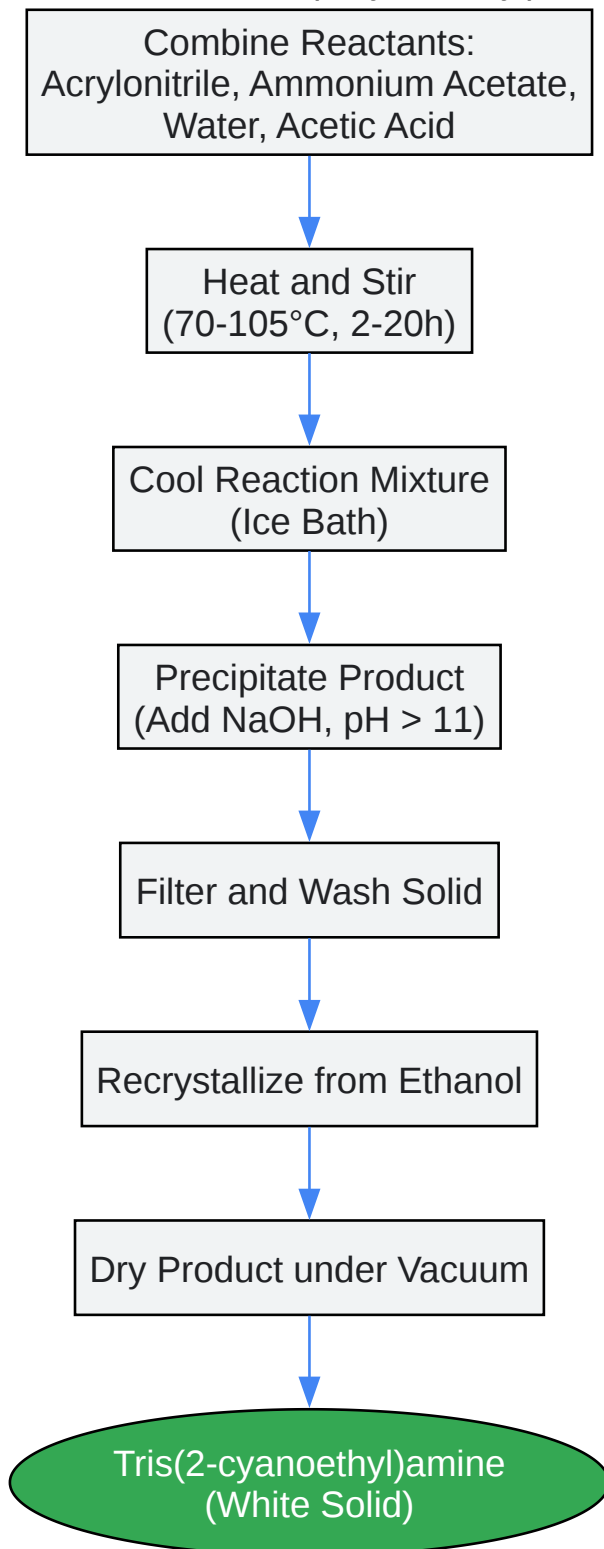 Combine Reactants:
Acrylonitrile, Ammonium Acetate,
Water, Acetic Acid
Heat and Stir
(70-105°C, 2-20h)
Cool Reaction Mixture
(Ice Bath)
Precipitate Product
(Add NaOH, pH > 11)
Filter and Wash Solid
Recrystallize from Ethanol
Dry Product under Vacuum
Tris(2-cyanoethyl)amine
(White Solid)